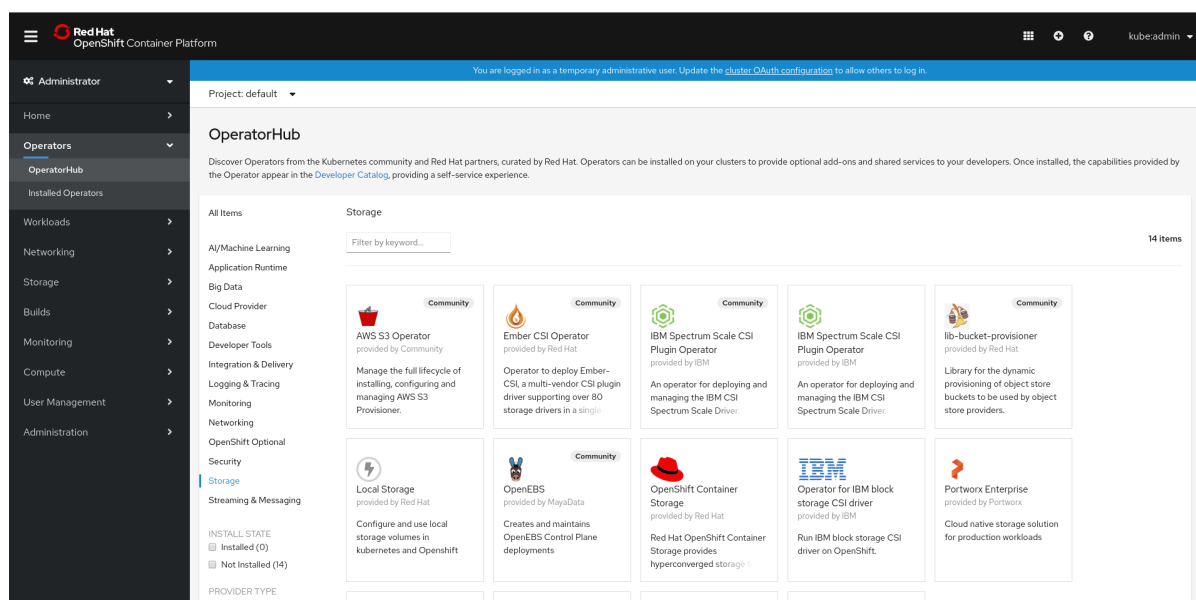 Red Hat
OpenShift Container Platform
kube:admin
Administrator
You are logged in as a temporary administrative user. Update the cluster OAuth configuration to allow others to log in.
Project: default
Home
Operators
OperatorHub
Installed Operators
Workloads
Networking
Storage
Builds
Monitoring
Compute
User Management
Administration
OperatorHub
Discover Operators from the Kubernetes community and Red Hat partners, curated by Red Hat. Operators can be installed on your clusters to provide optional add-ons and shared services to your developers. Once installed, the capabilities provided by
the Operator appear in the Developer Catalog, providing a self-service experience.
All Items
AI/Machine Learning
Application Runtime
Big Data
Cloud Provider
Database
Developer Tools
Integration & Delivery
Logging & Tracing
Monitoring
Networking
OpenShift Optional
Security
Storage
Streaming & Messaging
INSTALL STATE
Installed (0)
Not Installed (14)
PROVIDER TYPE
Storage
Filter by keyword...
14 items
Community
AWS S3 Operator
provided by Community
Manage the full lifecycle of
installing, configuring and
managing AWS S3
Provisioner.
Community
Ember CSI Operator
provided by Red Hat
Operator to deploy Ember-
CSI, a multi-vendor CSI plugin
driver supporting over 80
storage drivers in a single
Community
IBM Spectrum Scale CSI
Plugin Operator
provided by IBM
An operator for deploying and
managing the IBM CSI
Spectrum Scale Driver.
IBM Spectrum Scale CSI
Plugin Operator
provided by IBM
An operator for deploying and
managing the IBM CSI
Spectrum Scale Driver.
Community
lib-bucket-provisioner
provided by Red Hat
Library for the dynamic
provisioning of object store
buckets to be used by object
store providers.
Local Storage
provided by Red Hat
Configure and use local
storage volumes in
kubernetes and Openshift
Community
OpenEBS
provided by MayaData
Creates and maintains
OpenEBS Control Plane
deployments
OpenShift Container
Storage
provided by Red Hat
Red Hat OpenShift Container
Storage provides
hyperconverged storage
IBM
Operator for IBM block
storage CSI driver
provided by IBM
Run IBM block storage CSI
driver on OpenShift.
Portworx Enterprise
provided by Portworx
Cloud native storage solution
for production workloads